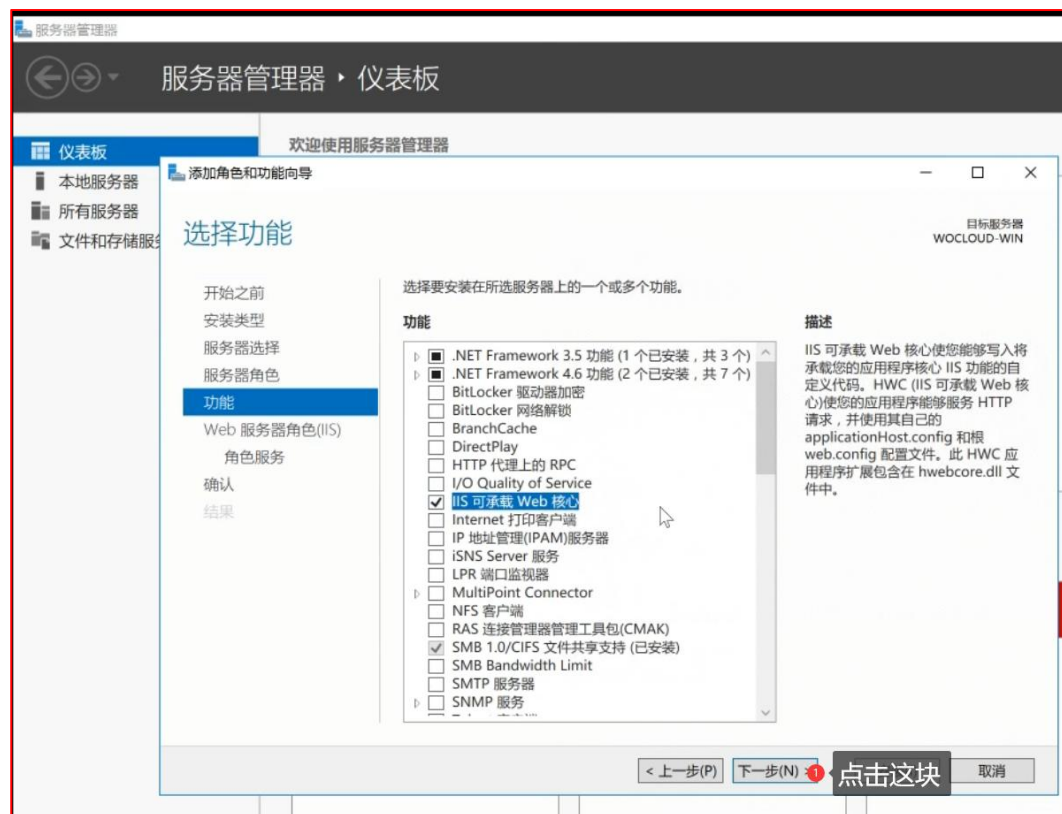 服务器管理器
服务器管理器 ‣ 仪表板
仪表板
本地服务器
所有服务器
文件和存储服务
欢迎使用服务器管理器
添加角色和功能向导
选择功能
目标服务器
WOCLOUD-WIN
开始之前
安装类型
服务器选择
服务器角色
功能
Web 服务器角色(IIS)
角色服务
确认
结果
选择要安装在所选服务器上的一个或多个功能。
功能
.NET Framework 3.5 功能 (1 个已安装，共 3 个)
.NET Framework 4.6 功能 (2 个已安装，共 7 个)
BitLocker 驱动器加密
BitLocker 网络解锁
BranchCache
DirectPlay
HTTP 代理上的 RPC
I/O Quality of Service
IIS 可承载 Web 核心
Internet 打印客户端
IP 地址管理(IPAM)服务器
iSNS Server 服务
LPR 端口监视器
MultiPoint Connector
NFS 客户端
RAS 连接管理器管理工具包(CMAK)
SMB 1.0/CIFS 文件共享支持 (已安装)
SMB Bandwidth Limit
SMTP 服务器
SNMP 服务
描述
IIS 可承载 Web 核心使您能够写入将
承载您的应用程序核心 IIS 功能的自
定义代码。HWC (IIS 可承载 Web 核
心)使您的应用程序能够服务 HTTP
请求，并使用其自己的
applicationHost.config 和根
web.config 配置文件。此 HWC 应
用程序扩展包含在 hwebcore.dll 文
件中。
< 上一步(P)
下一步(N) >
1
点击这块
取消